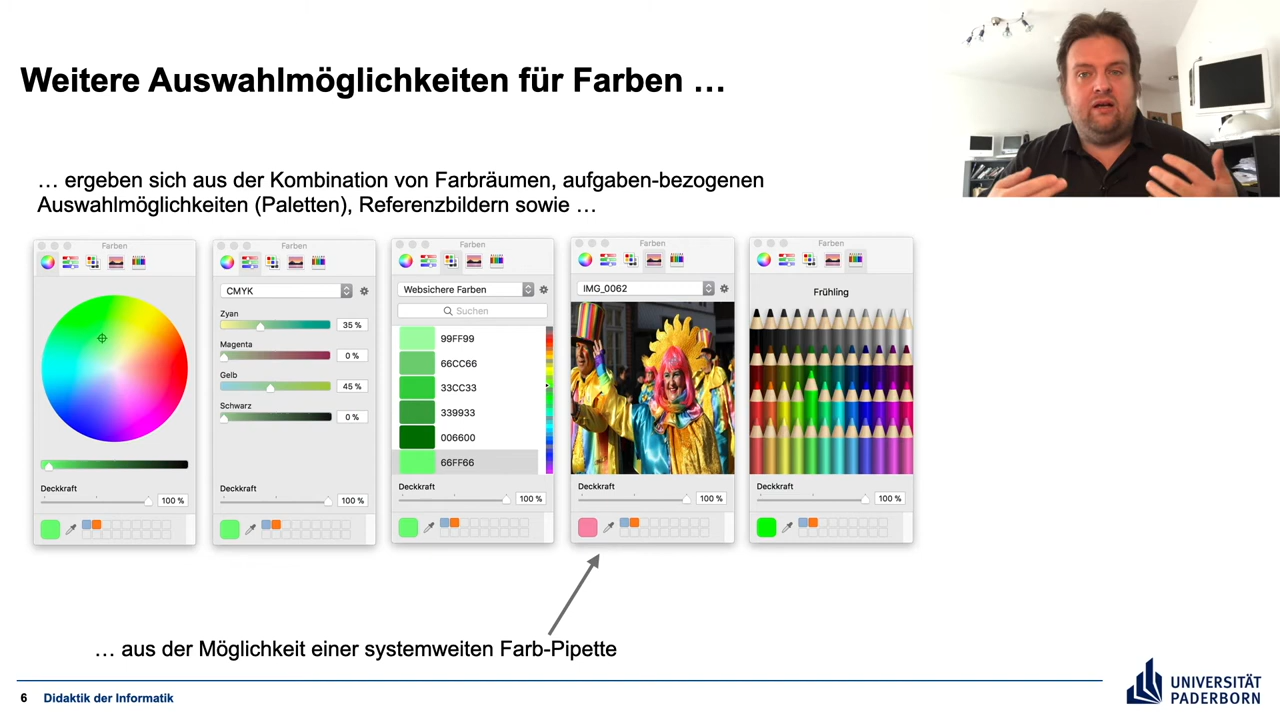 Weitere Auswahlmöglichkeiten für Farben …
… ergeben sich aus der Kombination von Farbräumen, aufgaben-bezogenen
Auswahlmöglichkeiten (Paletten), Referenzbildern sowie …
Farben
Deckkraft
100 %
Farben
CMYK
Zyan
35 %
Magenta
0 %
Gelb
45 %
Schwarz
0 %
Deckkraft
100 %
Farben
Websichere Farben
Suchen
99FF99
66CC66
33CC33
339933
006600
66FF66
Deckkraft
100 %
Farben
IMG_0062
Deckkraft
100 %
Farben
Frühling
Deckkraft
100 %
… aus der Möglichkeit einer systemweiten Farb-Pipette
6 Didaktik der Informatik
UNIVERSITÄT
PADERBORN